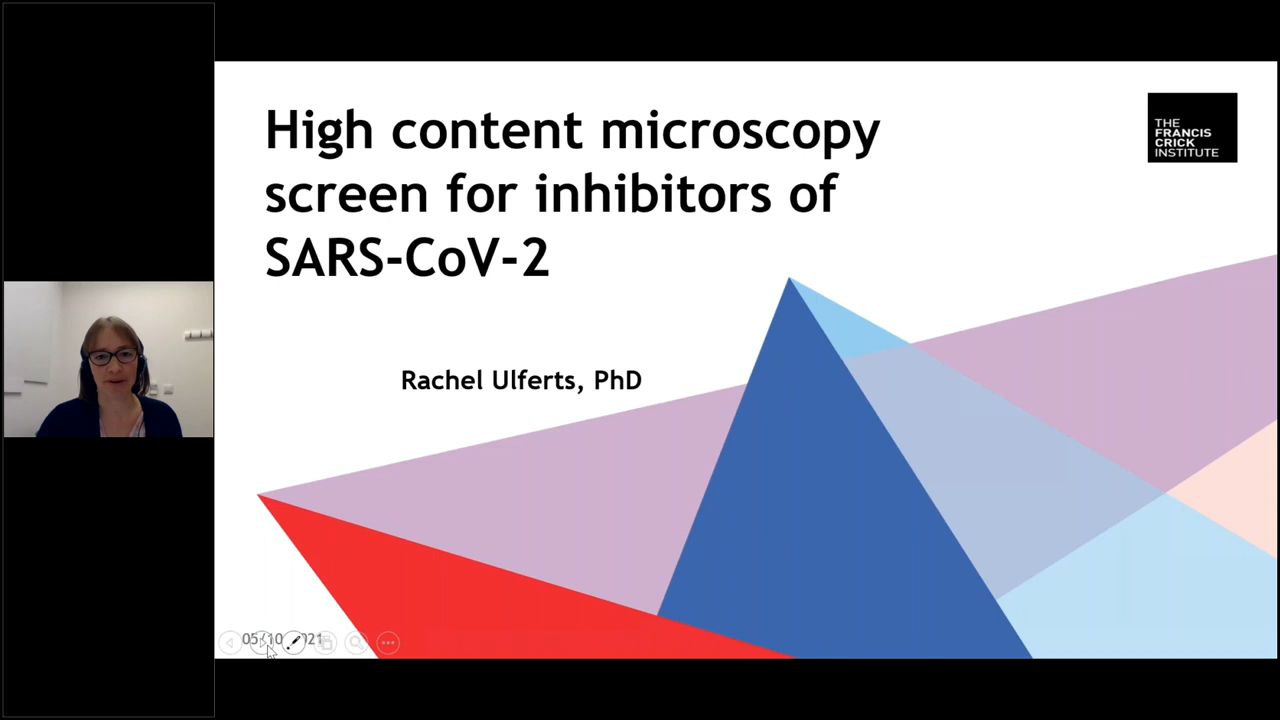 High content microscopy
screen for inhibitors of
SARS-CoV-2
THE
FRANCIS
CRICK
INSTITUTE
Rachel Ulferts, PhD